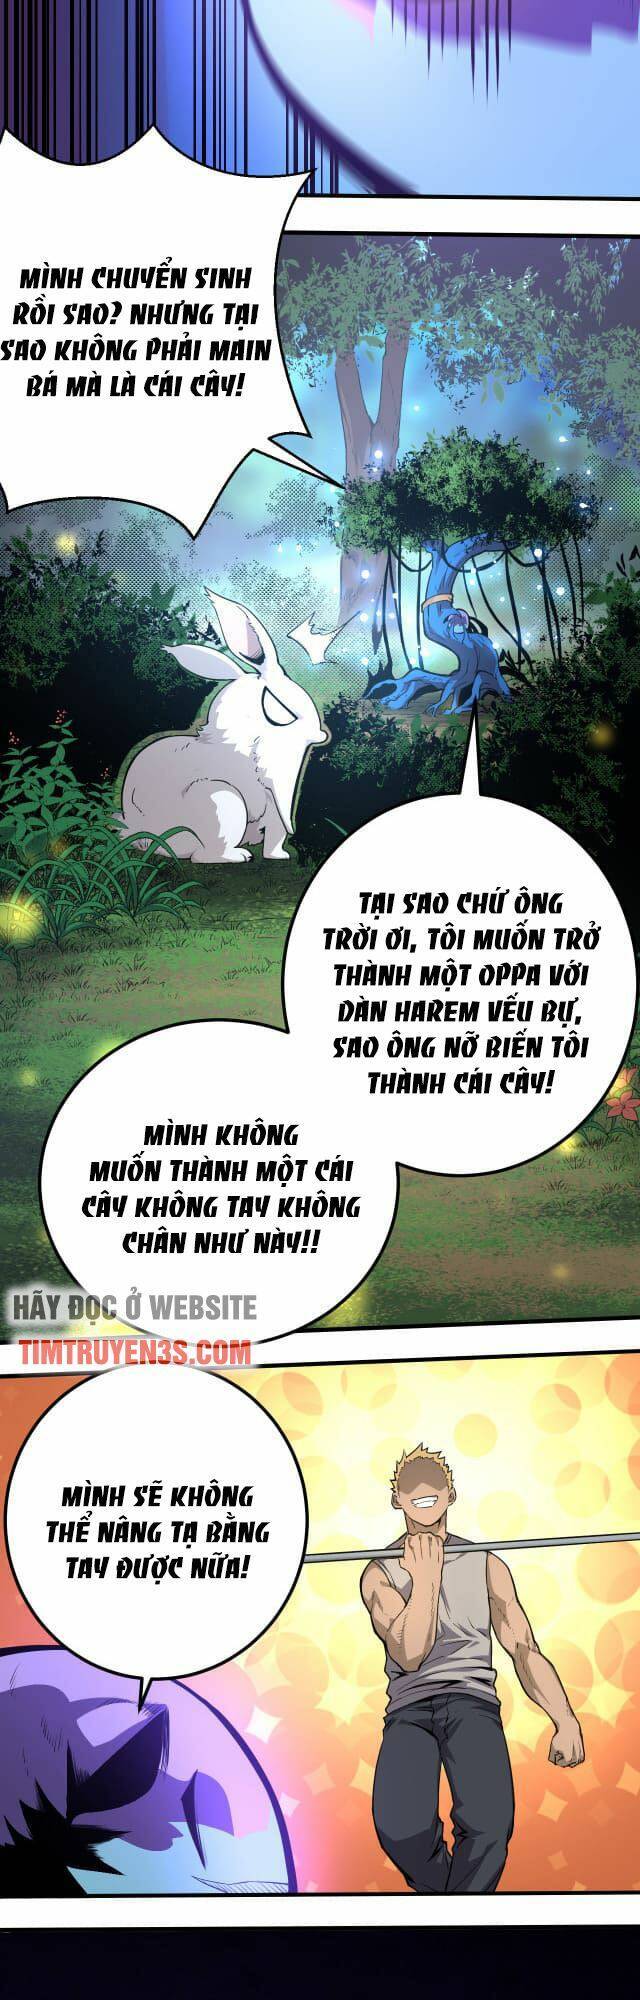 MÌNH CHUYỂN SINH
RỒI SAO? NHƯNG TẠI
SAO KHÔNG PHẢI MAIN
BÁ MÀ LÀ CÁI CÂY!
TẠI SAO CHỨ ÔNG
TRỜI ƠI, TÔI MUỐN TRỞ
THÀNH MỘT OPPA VỚI
DÀN HAREM VẾU BỰ,
SAO ÔNG NỠ BIẾN TÔI
THÀNH CÁI CÂY!
MÌNH KHÔNG
MUỐN THÀNH MỘT CÁI
CÂY KHÔNG TAY KHÔNG
CHÂN NHƯ NÀY!!
HÃY ĐỌC Ở WEBSITE
TIMTRUYEN3S.COM
MÌNH SẼ KHÔNG
THỂ NÂNG TẠ BẰNG
TAY ĐƯỢC NỮA!